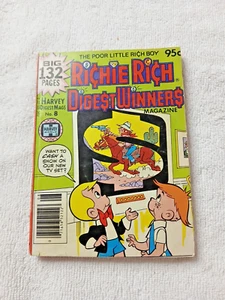 THE POOR LITTLE RICH BOY 95¢
BIG
132
PAGES
RICHIE RICH
HARVEY
DIGEST WINNERS
MAGAZINE
No. 8
WANT TO
CATCH A
SHOW ON
OUR NEW
TV SET?